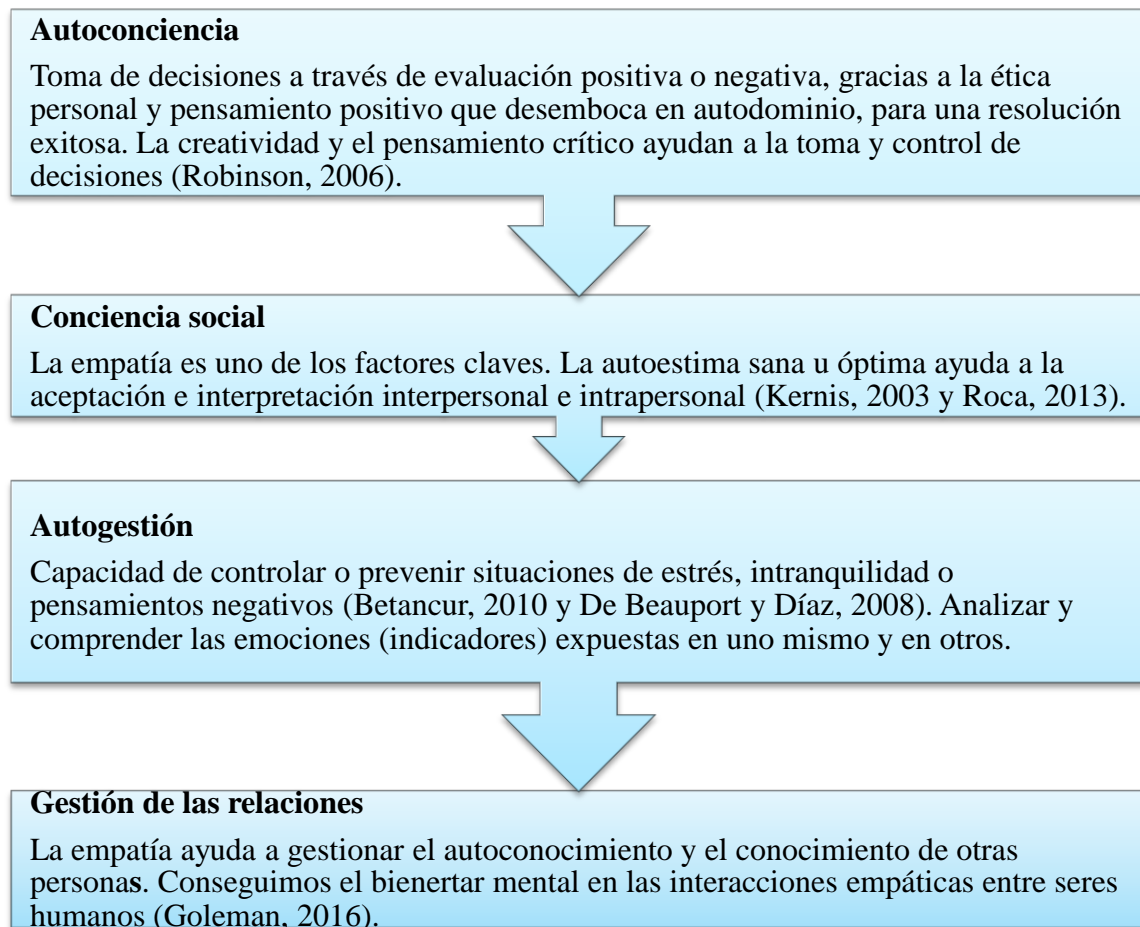 Autoconciencia
Toma de decisiones a través de evaluación positiva o negativa, gracias a la ética
personal y pensamiento positivo que desemboca en autodominio, para una resolución
exitosa. La creatividad y el pensamiento crítico ayudan a la toma y control de
decisiones (Robinson, 2006).
Conciencia social
La empatía es uno de los factores claves. La autoestima sana u óptima ayuda a la
aceptación e interpretación interpersonal e intrapersonal (Kernis, 2003 y Roca, 2013).
Autogestión
Capacidad de controlar o prevenir situaciones de estrés, intranquilidad o
pensamientos negativos (Betancur, 2010 y De Beauport y Díaz, 2008). Analizar y
comprender las emociones (indicadores) expuestas en uno mismo y en otros.
Gestión de las relaciones
La empatía ayuda a gestionar el autoconocimiento y el conocimiento de otras
personas. Conseguimos el bienertar mental en las interacciones empáticas entre seres
humanos (Goleman, 2016).